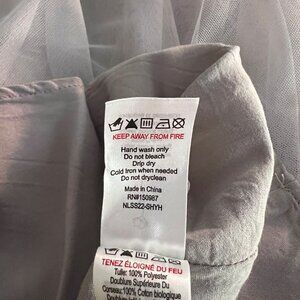 KEEP AWAY FROM FIRE
Hand wash only
Do not bleach
Drip dry
Cold Iron when needed
Do not dryclean
Made in China
RN#150987
NLSS22-SHYH
TENEZ ÉLOIGNÉ DU FEU
Tulle: 100% Polyester
Doublure Supérieure Du
Corseau: 100% Coton biologique
Doublure